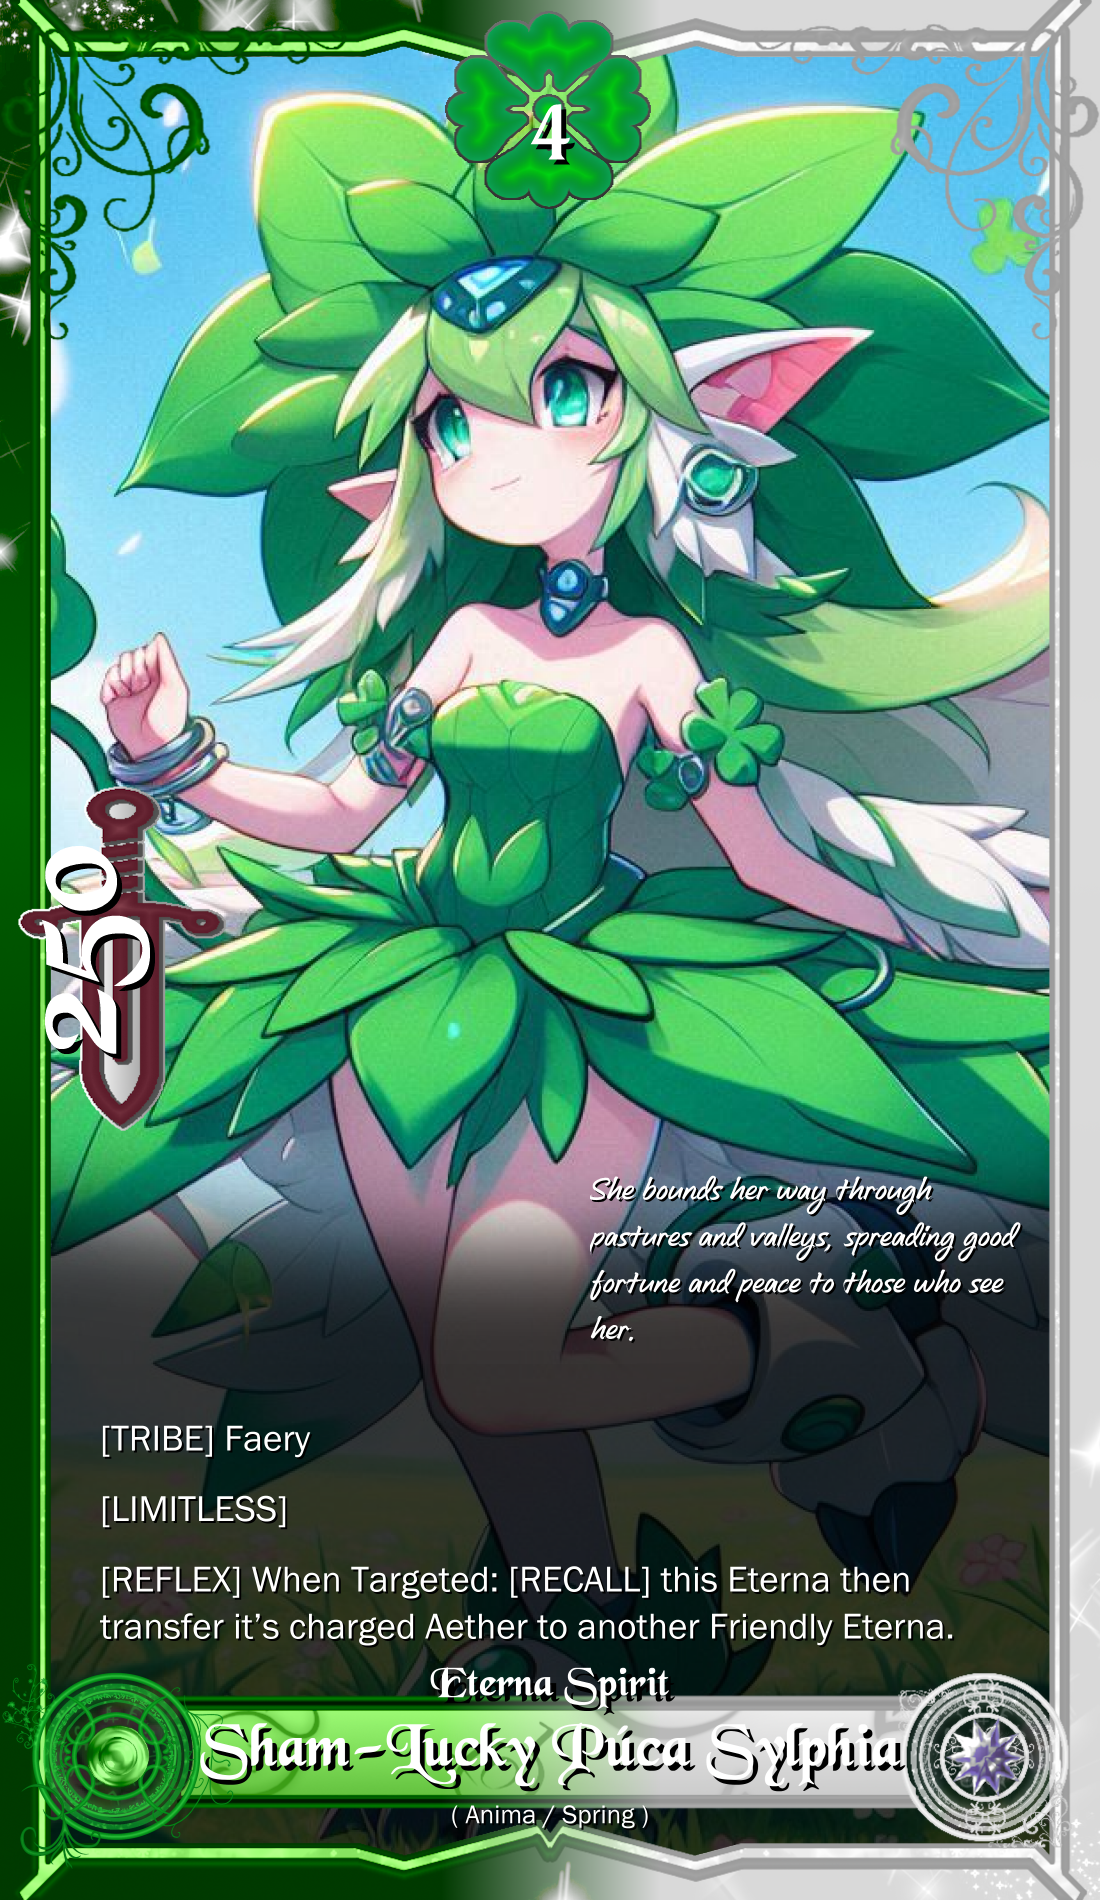 4
250
She bounds her way through
pastures and valleys, spreading good
fortune and peace to those who see
her.
[TRIBE] Faery
[LIMITLESS]
[REFLEX] When Targeted: [RECALL] this Eterna then
transfer it’s charged Aether to another Friendly Eterna.
Eterna Spirit
Sham-Lucky Púca Sylphia
( Anima / Spring )